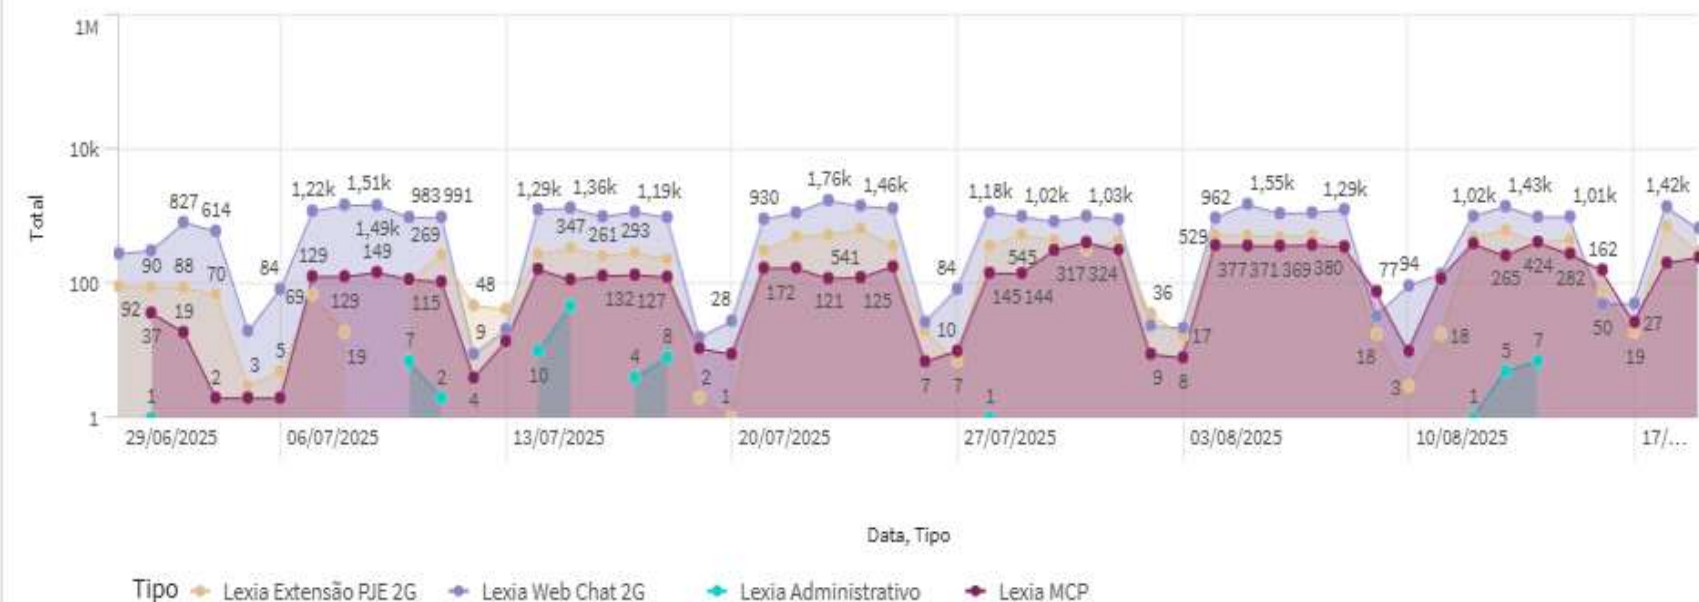 1M
10k
100
1
Total
827 614
90 88 70
92 19
37
2
1
3 5
84
69
1,22k 1,51k
129 1,49k
149
129
19
983 991
269
115
7
2
48
9
4
1,29k 1,36k 1,19k
347 261 293
132 127
10
4 8
28
2 1
930 1,76k 1,46k
541
172 121 125
84
10
7 7
1,18k 1,02k 1,03k
545
317 324
145 144
1
36
17
9 8
962 1,55k 1,29k
529
377 371 369 380
77 94
18 3 18
1,02k 1,43k 1,01k
265 424 282
162
1 5 7
50 27
19
1,42k
29/06/2025 06/07/2025 13/07/2025 20/07/2025 27/07/2025 03/08/2025 10/08/2025 17/...
Data, Tipo
Tipo Lexia Extensão PJE 2G Lexia Web Chat 2G Lexia Administrativo Lexia MCP